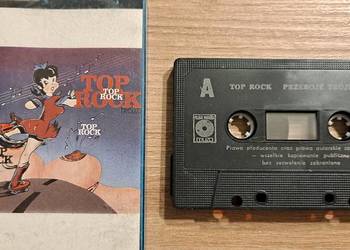 TOP
TOP
ROCK
ROCK
TOP
ROCK
A
TOP ROCK PRZEBOJE
Prawa producenta oraz prawa autorskie
— wszelkie kopiowanie publiczne
bez zezwolenia zabronione